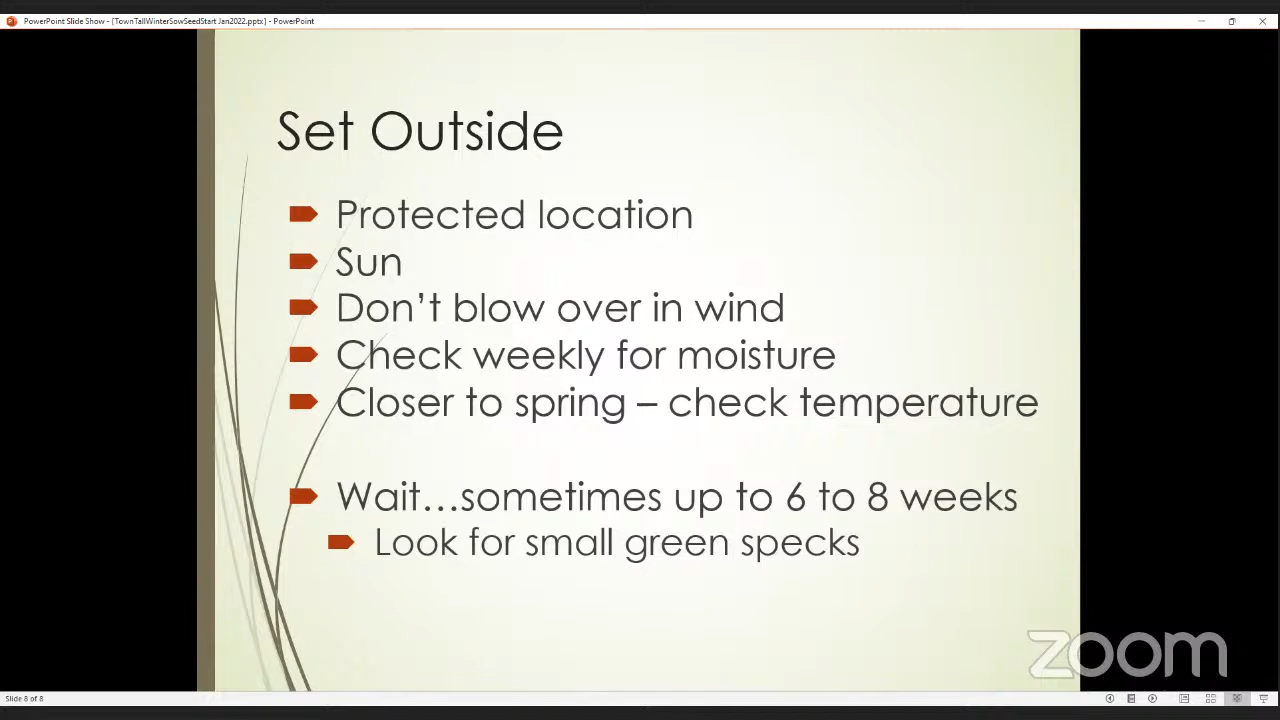 PowerPoint Slide Show - [TownTallWinterSowSeedStart Jan2022.pptx] - PowerPoint
Set Outside
Protected location
Sun
Don't blow over in wind
Check weekly for moisture
Closer to spring – check temperature
Wait...sometimes up to 6 to 8 weeks
Look for small green specks
zoom
Slide 8 of 8